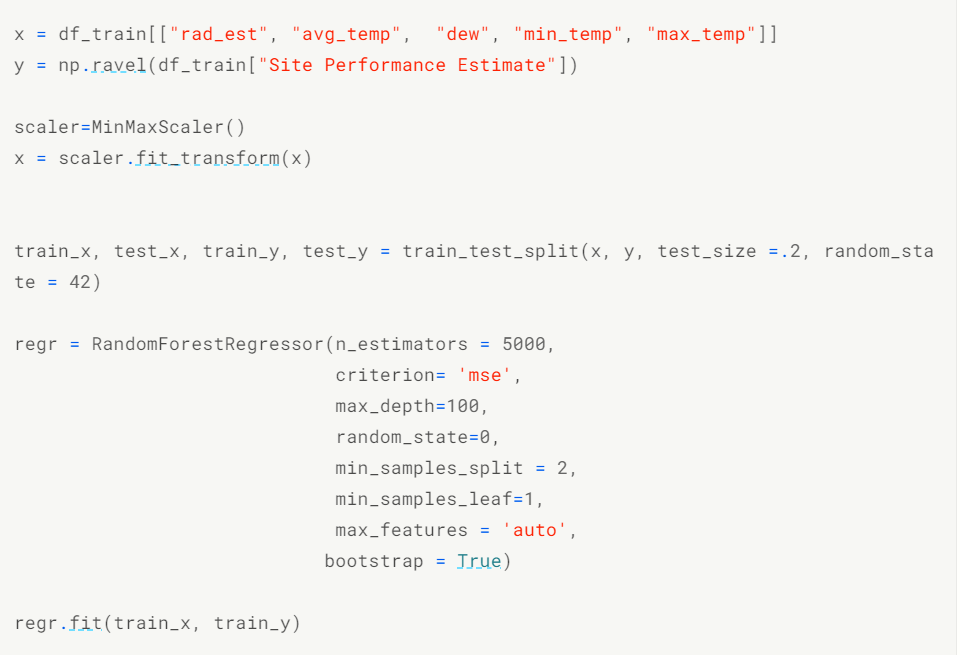 x = df_train[["rad_est", "avg_temp",  "dew", "min_temp", "max_temp"]]
y = np.ravel(df_train["Site Performance Estimate"])
scaler=MinMaxScaler()
x = scaler.fit_transform(x)
train_x, test_x, train_y, test_y = train_test_split(x, y, test_size =.2, random_sta
te = 42)
regr = RandomForestRegressor(n_estimators = 5000,
                             criterion= 'mse',
                             max_depth=100,
                             random_state=0,
                             min_samples_split = 2,
                             min_samples_leaf=1,
                             max_features = 'auto',
                            bootstrap = True)
regr.fit(train_x, train_y)